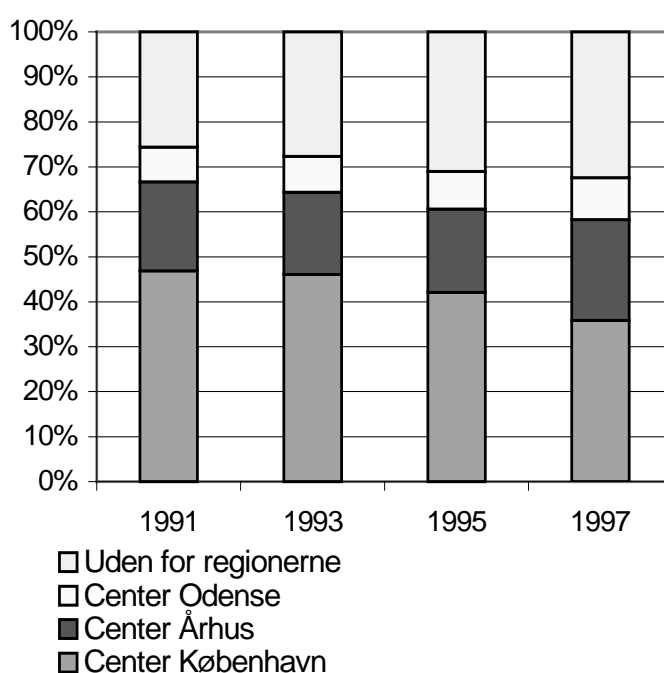 100%
90%
80%
70%
60%
50%
40%
30%
20%
10%
0%
1991 1993 1995 1997
Uden for regionerne
Center Odense
Center Århus
Center København